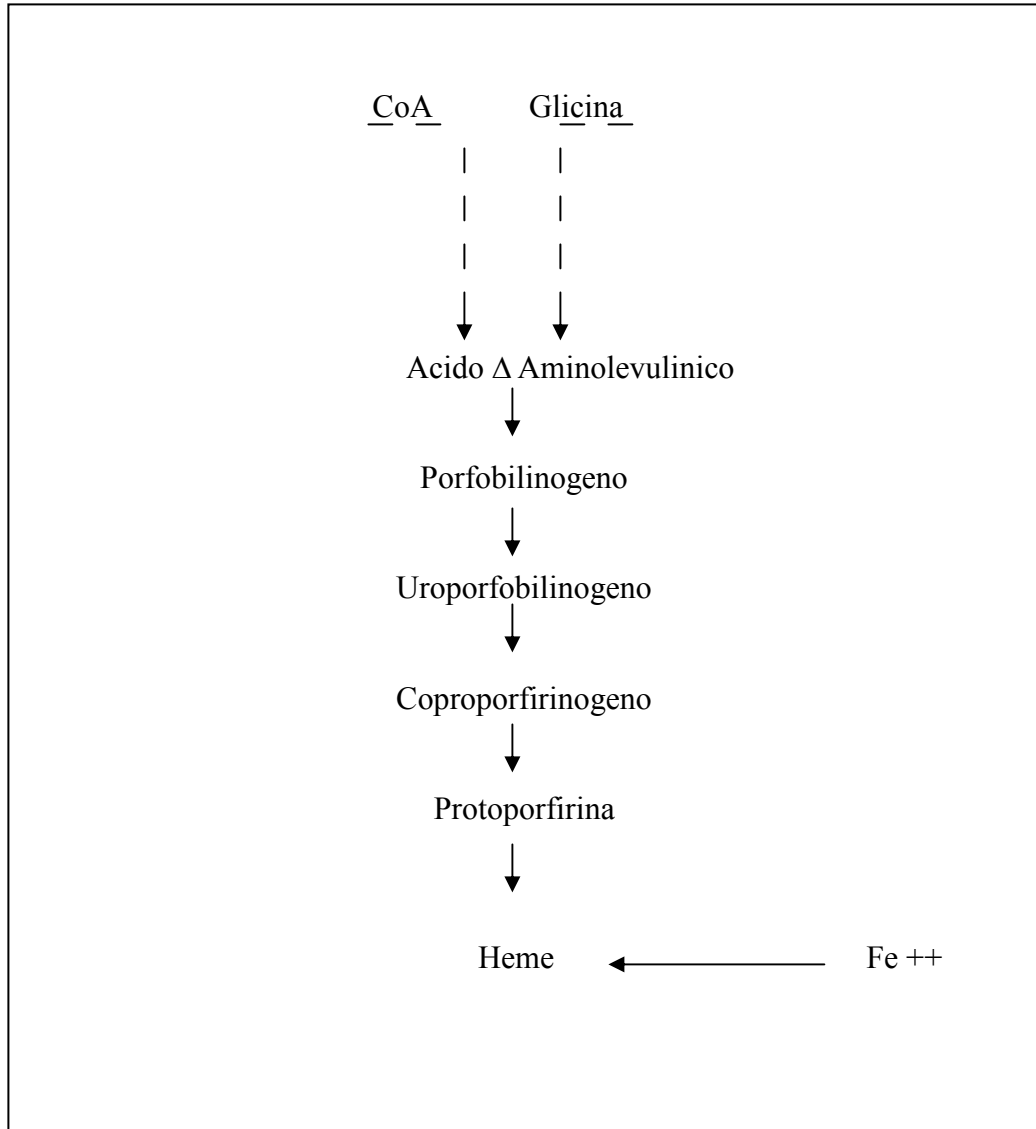 CoA Glicina
Acido Δ Aminolevulinico
Porfobilinogeno
Uroporfobilinogeno
Coproporfirinogeno
Protoporfirina
Heme Fe ++